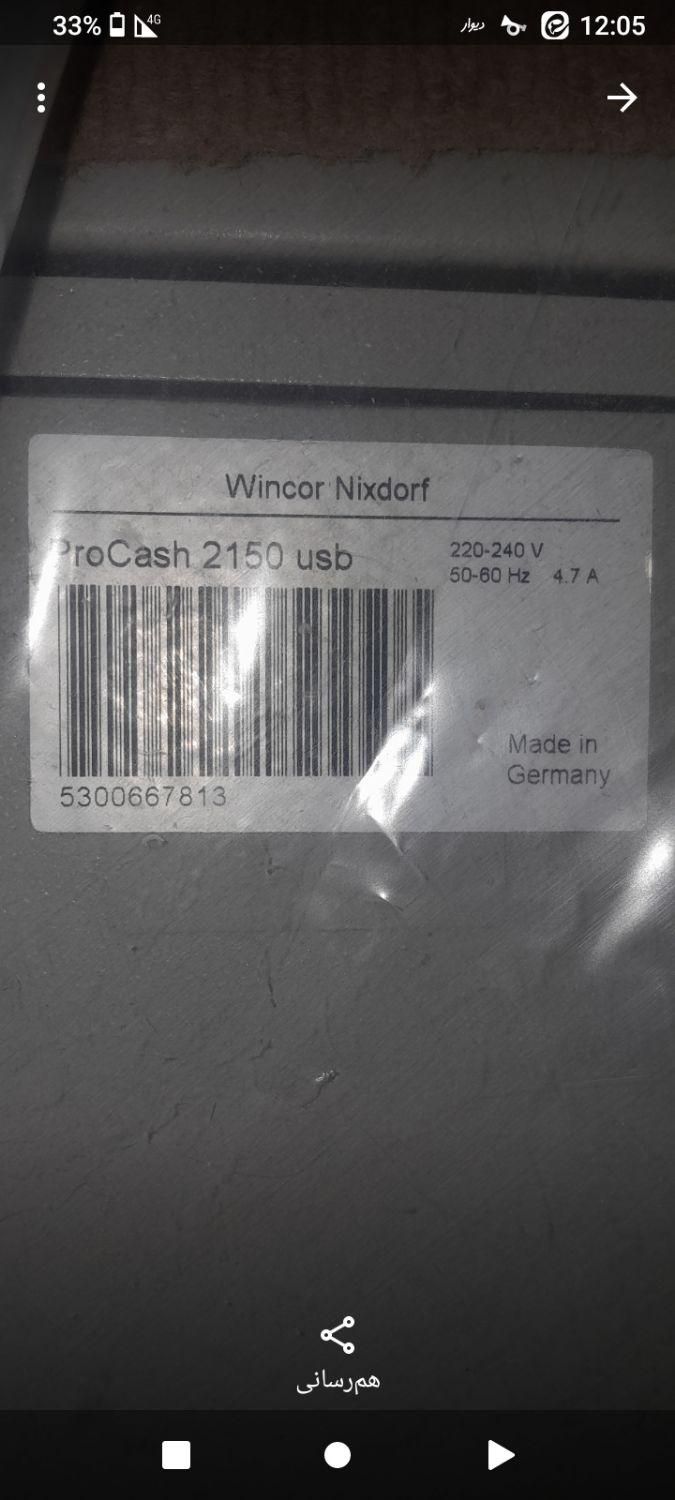 33% 4G دیوار 12:05
Wincor Nixdorf
ProCash 2150 usb
220-240 V
50-60 Hz 4.7 A
5300667813
Made in
Germany
هم‌رسانی